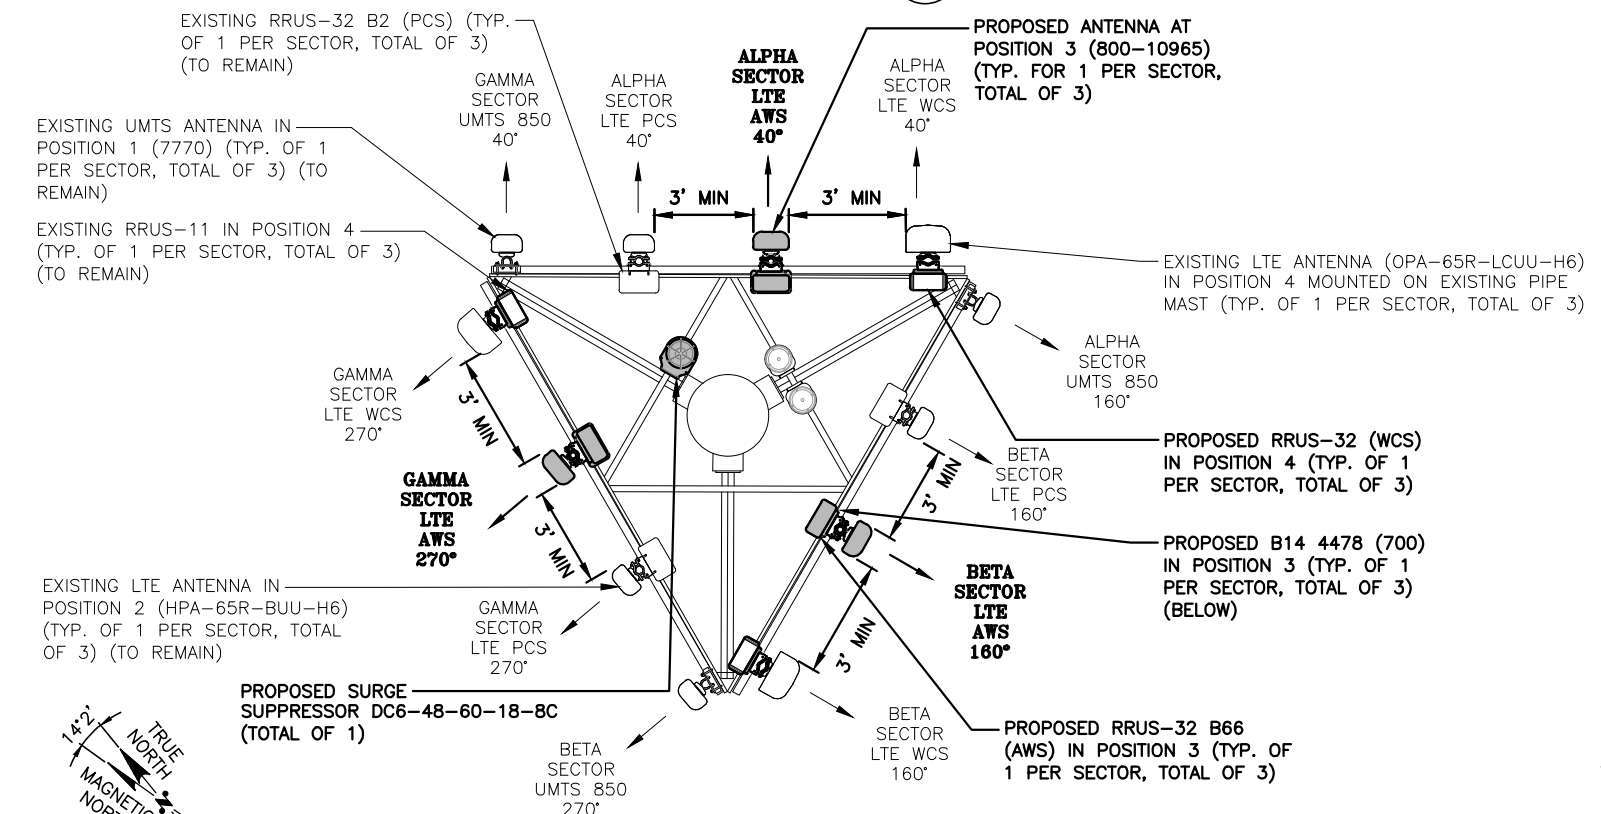 EXISTING RRUS-32 B2 (PCS) (TYP.
OF 1 PER SECTOR, TOTAL OF 3)
(TO REMAIN)
PROPOSED ANTENNA AT
POSITION 3 (800-10965)
(TYP. FOR 1 PER SECTOR,
TOTAL OF 3)
GAMMA
SECTOR
UMTS 850
40°
ALPHA
SECTOR
LTE PCS
40°
ALPHA
SECTOR
LTE
AWS
40°
ALPHA
SECTOR
LTE WCS
40°
EXISTING UMTS ANTENNA IN
POSITION 1 (7770) (TYP. OF 1
PER SECTOR, TOTAL OF 3) (TO
REMAIN)
3' MIN
3' MIN
EXISTING RRUS-11 IN POSITION 4
(TYP. OF 1 PER SECTOR, TOTAL OF 3)
(TO REMAIN)
EXISTING LTE ANTENNA (OPA-65R-LCUU-H6)
IN POSITION 4 MOUNTED ON EXISTING PIPE
MAST (TYP. OF 1 PER SECTOR, TOTAL OF 3)
ALPHA
SECTOR
UMTS 850
160°
GAMMA
SECTOR
LTE WCS
270°
3' MIN
PROPOSED RRUS-32 (WCS)
IN POSITION 4 (TYP. OF 1
PER SECTOR, TOTAL OF 3)
BETA
SECTOR
LTE PCS
160°
3' MIN
GAMMA
SECTOR
LTE
AWS
270°
3' MIN
PROPOSED B14 4478 (700)
IN POSITION 3 (TYP. OF 1
PER SECTOR, TOTAL OF 3)
(BELOW)
BETA
SECTOR
LTE
AWS
160°
EXISTING LTE ANTENNA IN
POSITION 2 (HPA-65R-BUU-H6)
(TYP. OF 1 PER SECTOR, TOTAL
OF 3) (TO REMAIN)
GAMMA
SECTOR
LTE PCS
270°
3' MIN
PROPOSED SURGE
SUPPRESSOR DC6-48-60-18-8C
(TOTAL OF 1)
BETA
SECTOR
LTE WCS
160°
PROPOSED RRUS-32 B66
(AWS) IN POSITION 3 (TYP. OF
1 PER SECTOR, TOTAL OF 3)
BETA
SECTOR
UMTS 850
270°
14°2'
TRUE
NORTH
MAGNETIC
NORTH